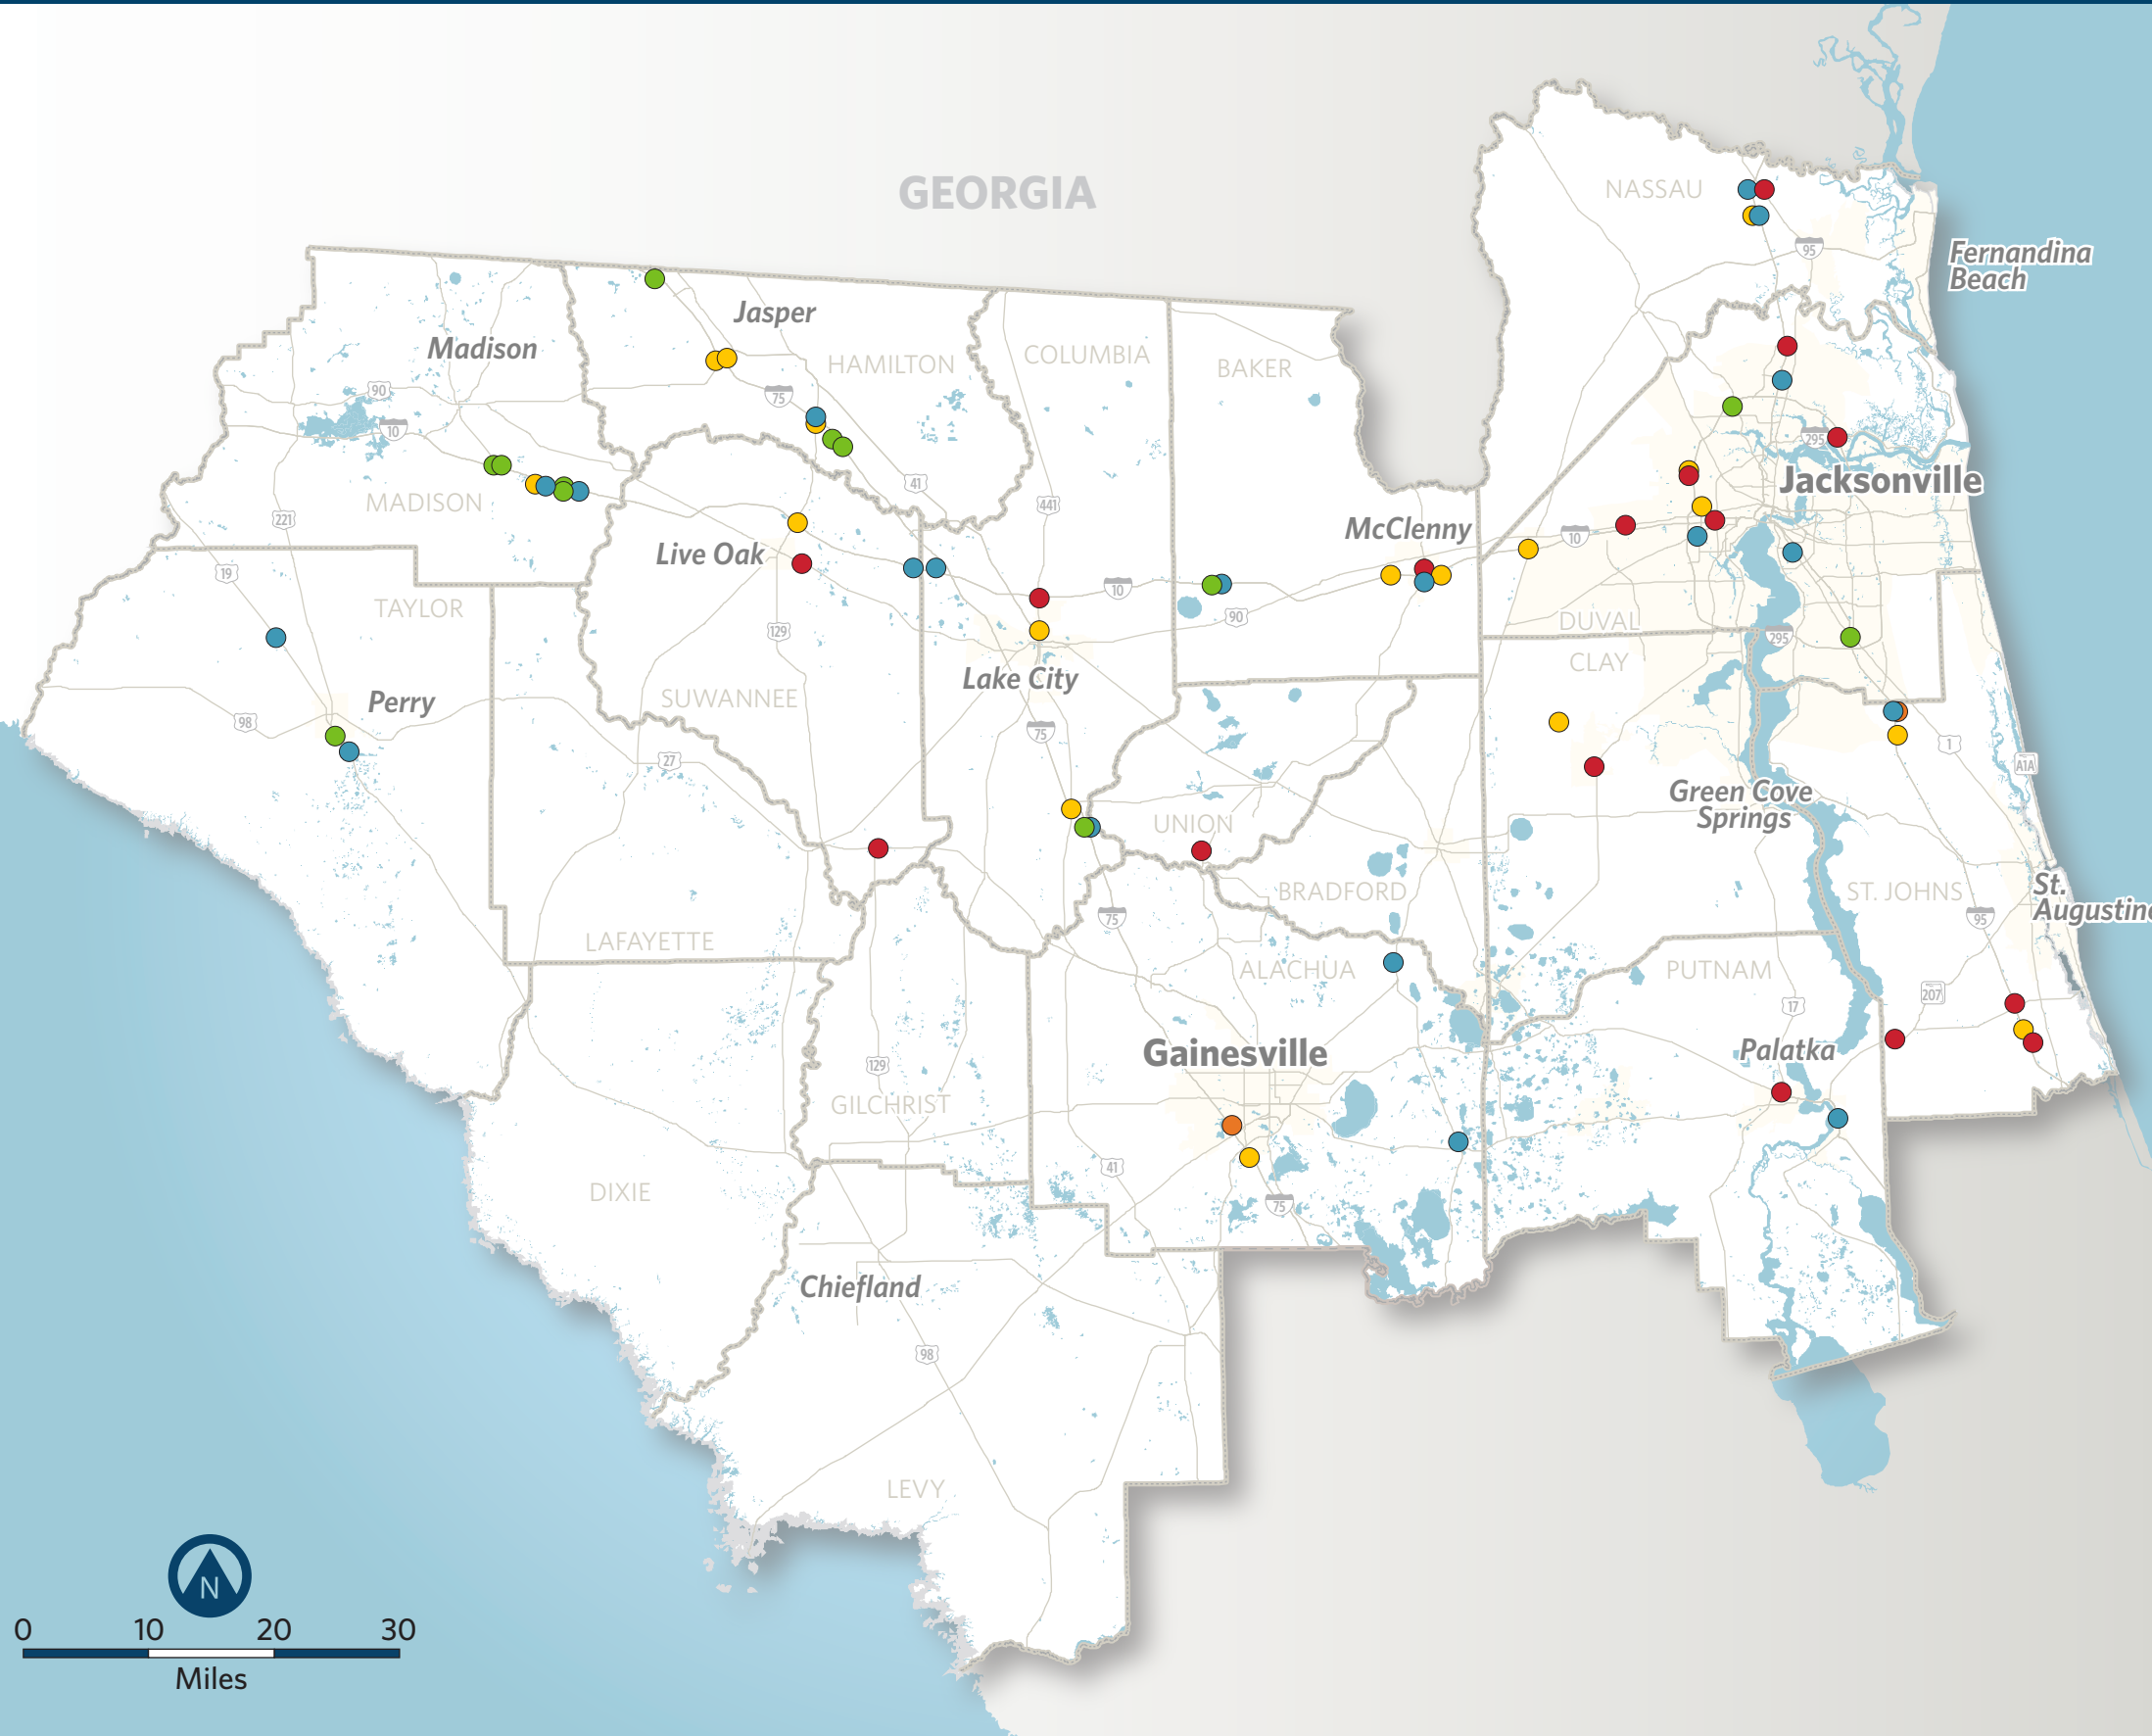 GEORGIA
NASSAU
95
Fernandina
Beach
Jasper
Madison
HAMILTON
COLUMBIA
BAKER
90
75
10
295
Jacksonville
41
MADISON
441
221
McClenny
Live Oak
10
19
10
TAYLOR
90
DUVAL
129
295
CLAY
Lake City
SUWANNEE
Perry
98
75
1
27
A1A
Green Cove
Springs
UNION
BRADFORD
ST. JOHNS
St.
Augustine
75
95
LAFAYETTE
ALACHUA
PUTNAM
207
17
Gainesville
Palatka
129
GILCHRIST
41
DIXIE
75
Chiefland
98
LEVY
N
0 10 20 30
Miles